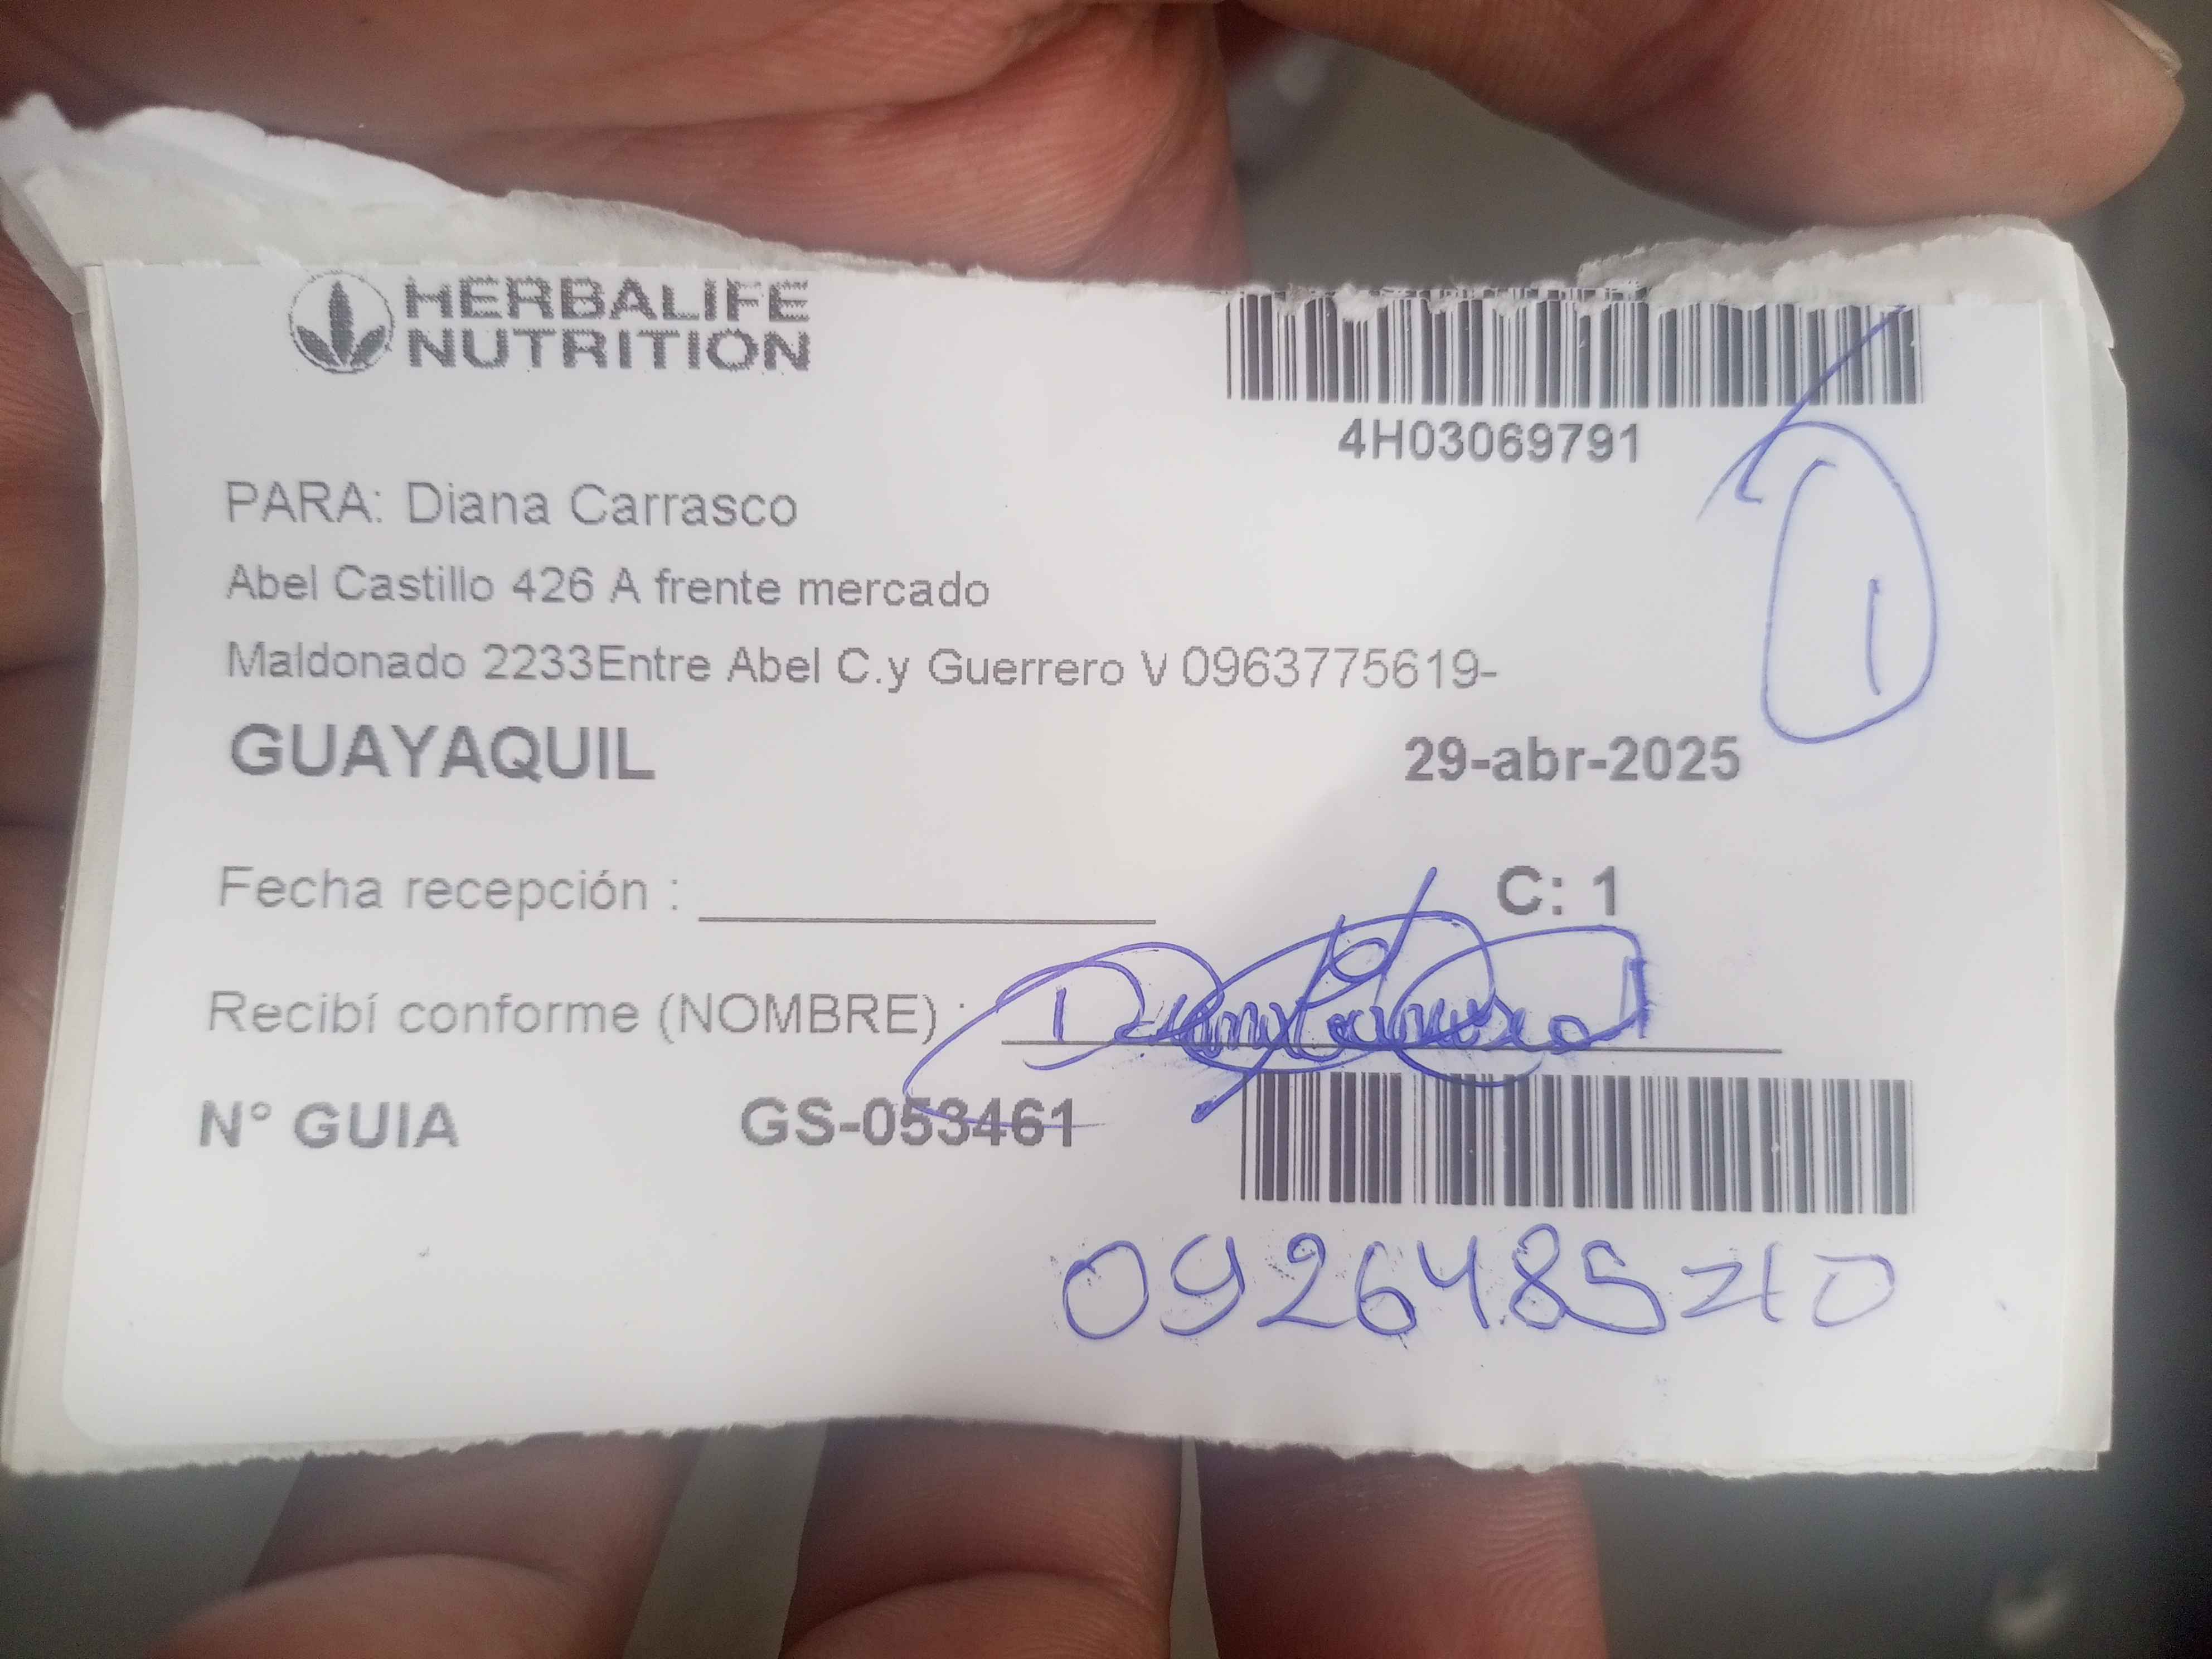 HERBALIFE
NUTRITION
4H03069791
PARA: Diana Carrasco
Abel Castillo 426 A frente mercado
Maldonado 2233Entre Abel C.y Guerrero V 0963775619-
GUAYAQUIL
29-abr-2025
1
Fecha recepción :
C: 1
Recibí conforme (NOMBRE) :
N° GUIA
GS-053461